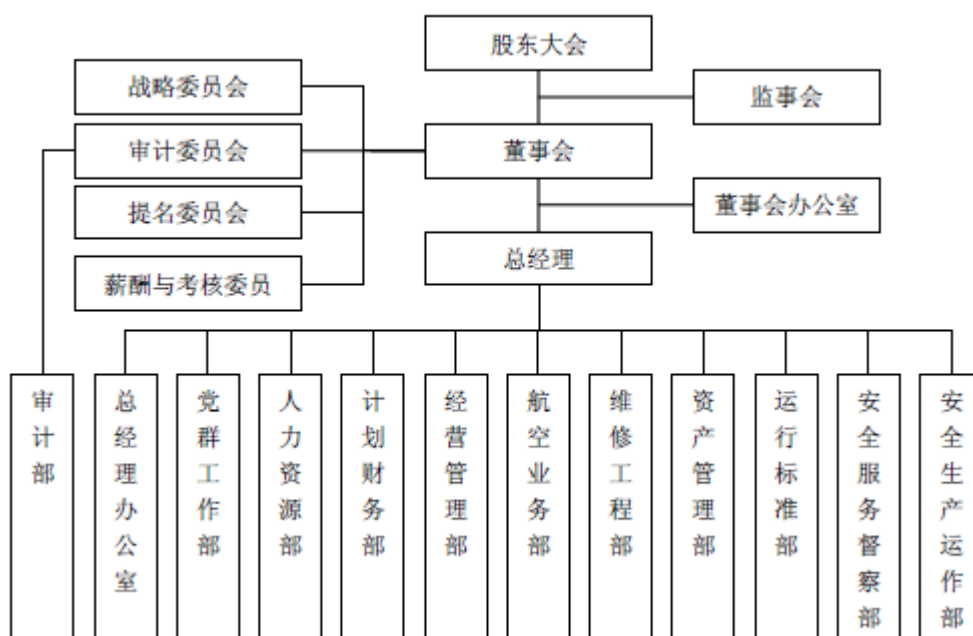 股东大会
战略委员会
监事会
审计委员会
董事会
提名委员会
董事会办公室
总经理
薪酬与考核委员
审计部
总经理办公室
党群工作部
人力资源部
计划财务部
经营管理部
航空业务部
维修工程部
资产管理部
运行标准部
安全服务督察部
安全生产运作部